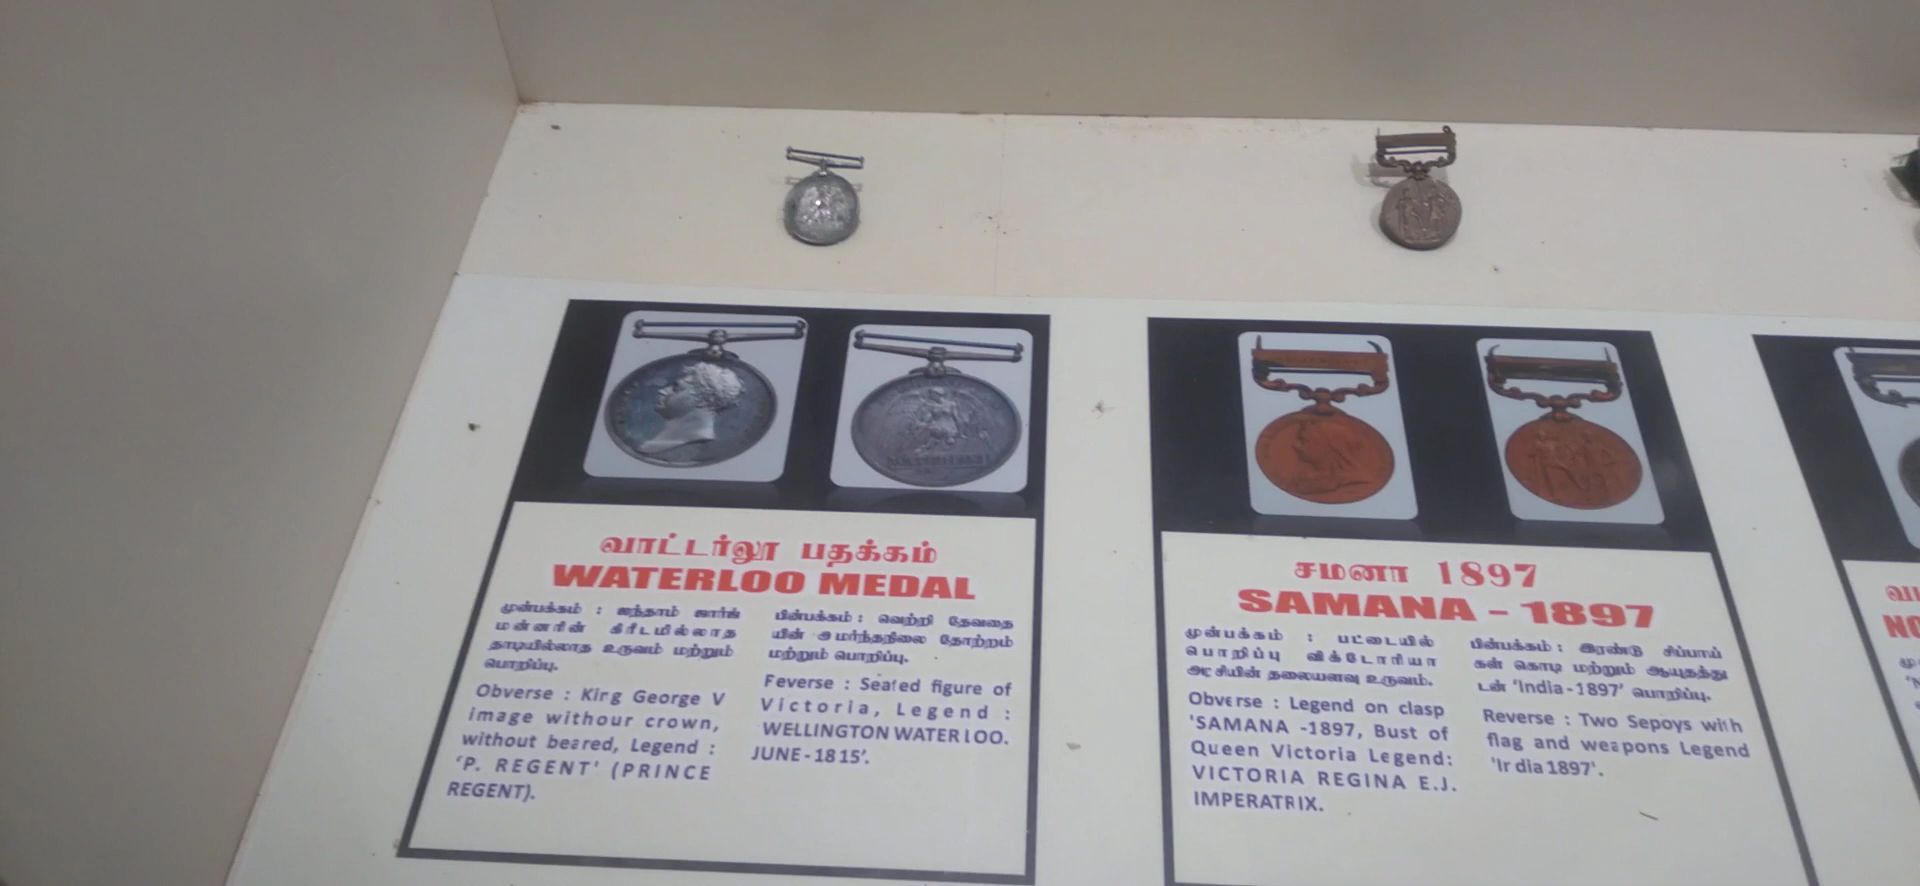 வாட்டர்லூ பதக்கம்
WATERLOO MEDAL
முன்பக்கம் : ஐந்தாம் ஜார்ஜ்
மன்னரின் கிரீடமில்லாத
தாடியில்லாத உருவம் மற்றும்
பொறிப்பு.
Obverse : King George V
image withour crown,
without beared, Legend :
'P. REGENT' (PRINCE
REGENT).
பின்பக்கம் : வெற்றி தேவதை
யின் அமர்ந்தநிலை தோற்றம்
மற்றும் பொறிப்பு.
Feverse : Seated figure of
Victoria, Legend :
WELLINGTON WATERLOO.
JUNE-1815'.
சமனா 1897
SAMANA - 1897
முன்பக்கம் : பட்டையில்
பொறிப்பு விக்டோரியா
அரசியின் தலையளவு உருவம்.
Obverse : Legend on clasp
'SAMANA -1897, Bust of
Queen Victoria Legend:
VICTORIA REGINA E.J.
IMPERATRIX.
பின்பக்கம்: இரண்டு சிப்பாய்
கள் கொடி மற்றும் ஆயுதத்து
டன் 'India-1897' பொறிப்பு.
Reverse : Two Sepoys with
flag and weapons Legend
'India 1897'.
NO